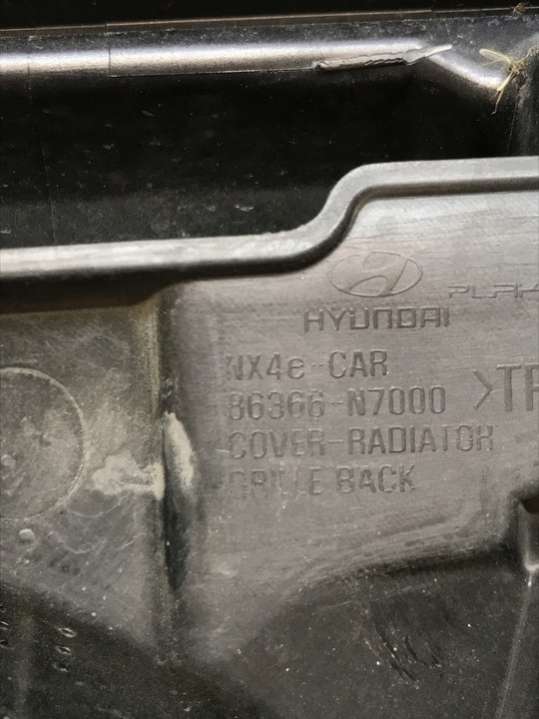 HYUNDAI
NX4e-CAR
86366-N7000
COVER-RADIATOR
GRILLE BACK